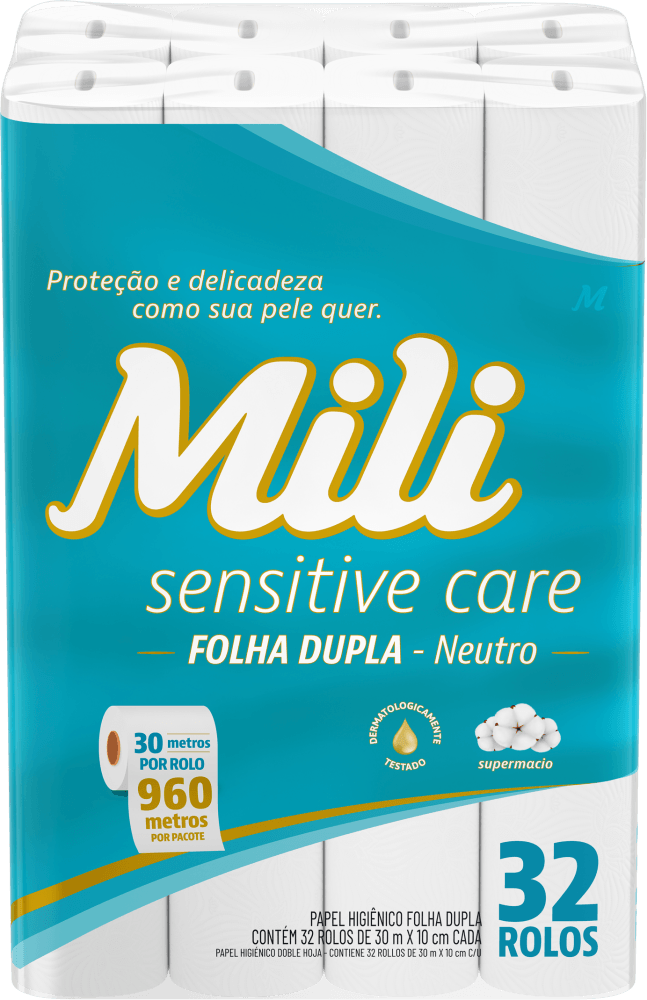 Proteção e delicadeza
como sua pele quer.
M
Mili
sensitive care
FOLHA DUPLA - Neutro
30 metros
POR ROLO
960
metros
POR PACOTE
DERMATOLOGICAMENTE
TESTADO
supermacio
32
ROLOS
PAPEL HIGIÊNICO FOLHA DUPLA
CONTÉM 32 ROLOS DE 30 m X 10 cm CADA
PAPEL HIGIÉNICO DOBLE HOJA - CONTIENE 32 ROLLOS DE 30 m X 10 cm C/U